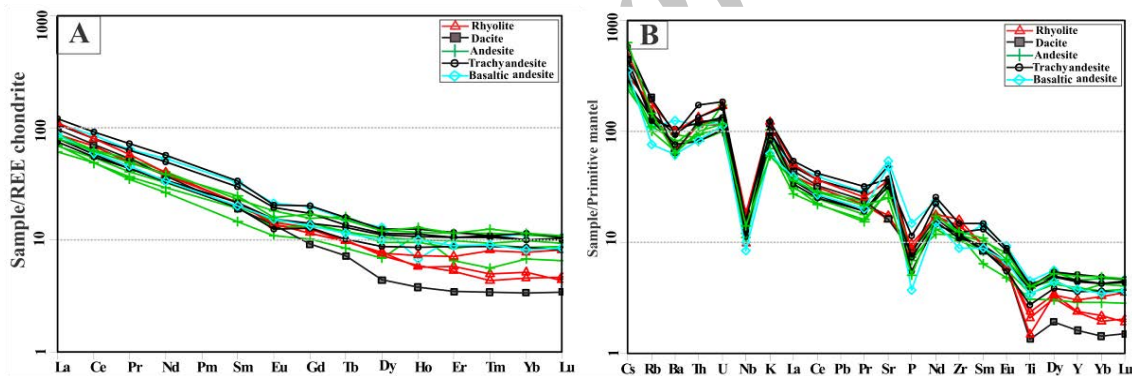 A
Sample/REE chondrite
1000
100
10
1
Rhyolite
Dacite
Andesite
Trachyandesite
Basaltic andesite
La Ce Pr Nd Pm Sm Eu Gd Tb Dy Ho Er Tm Yb Lu
B
Sample/Primitive mantel
1000
100
10
1
Rhyolite
Dacite
Andesite
Trachyandesite
Basaltic andesite
Cs Rb Ba Th U Nb K La Ce Pb Pr Sr P Nd Zr Sm Eu Ti Dy Y Yb Lu